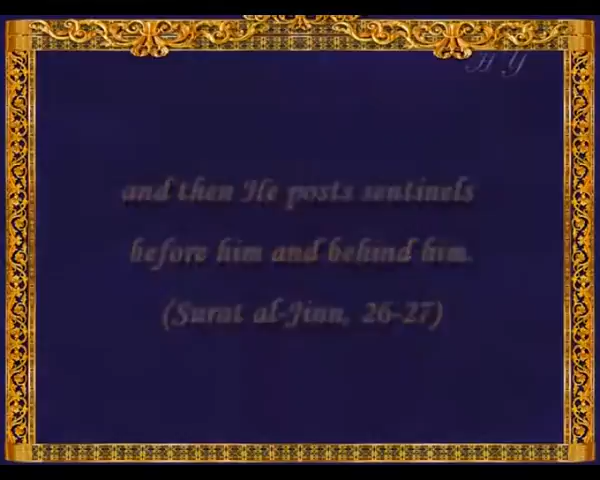 H Y
and then He posts sentinels
before him and behind him.
(Surat al-Jinn, 26-27)